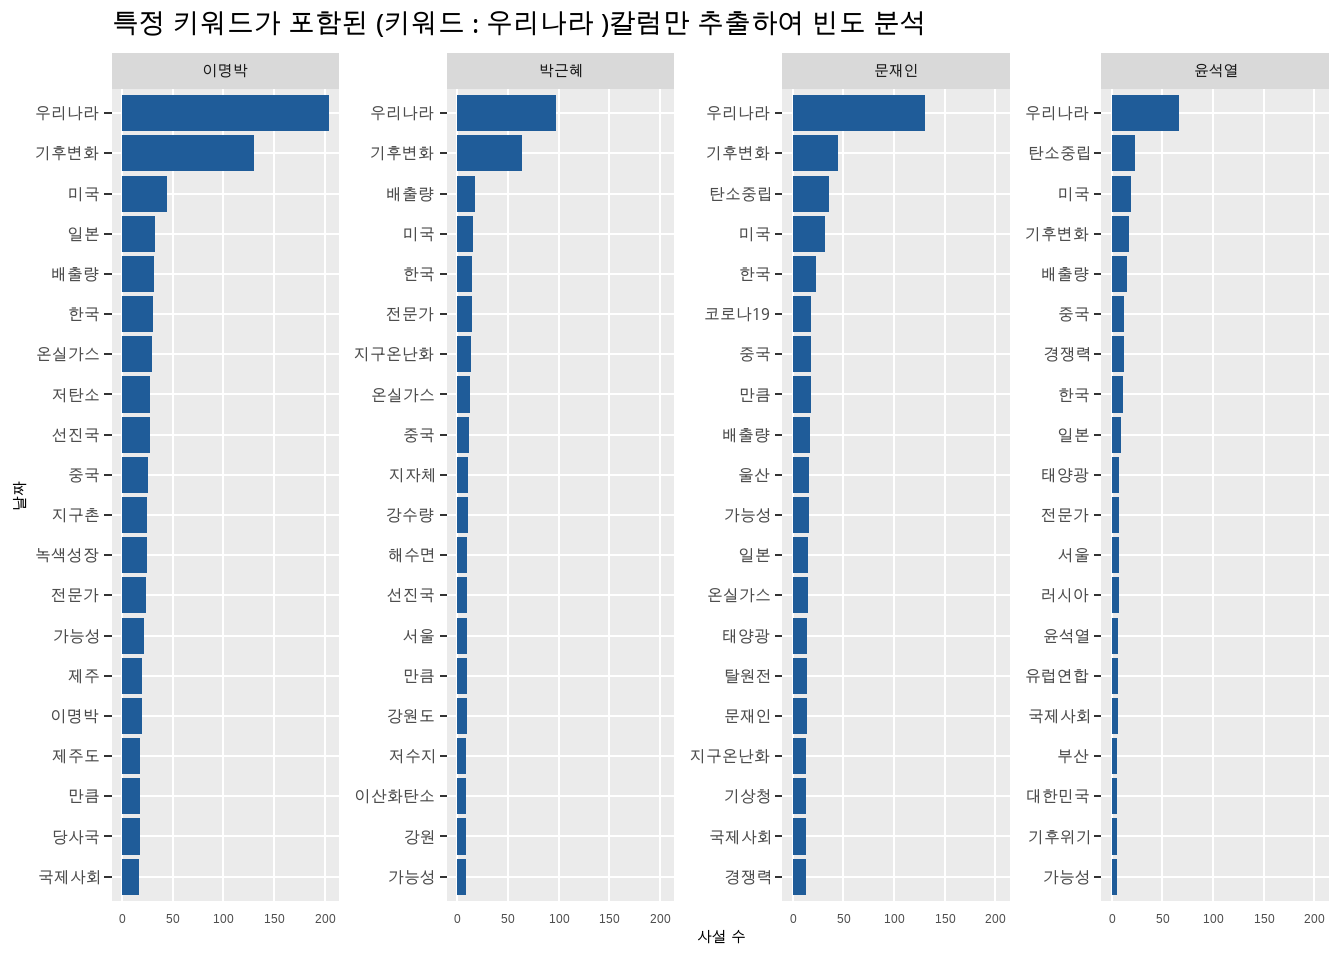 특정 키워드가 포함된 (키워드 : 우리나라 )칼럼만 추출하여 빈도 분석
이명박
우리나라
기후변화
미국
일본
배출량
한국
온실가스
저탄소
선진국
중국
지구촌
녹색성장
전문가
가능성
제주
이명박
제주도
만큼
당사국
국제사회
0 50 100 150 200
박근혜
우리나라
기후변화
배출량
미국
한국
전문가
지구온난화
온실가스
중국
지자체
강수량
해수면
선진국
서울
만큼
강원도
저수지
이산화탄소
강원
가능성
0 50 100 150 200
문재인
우리나라
기후변화
탄소중립
미국
한국
코로나19
중국
만큼
배출량
울산
가능성
일본
온실가스
태양광
탈원전
문재인
지구온난화
기상청
국제사회
경쟁력
0 50 100 150 200
윤석열
우리나라
탄소중립
미국
기후변화
배출량
중국
경쟁력
한국
일본
태양광
전문가
서울
러시아
윤석열
유럽연합
국제사회
부산
대한민국
기후위기
가능성
0 50 100 150 200
날짜
사설 수